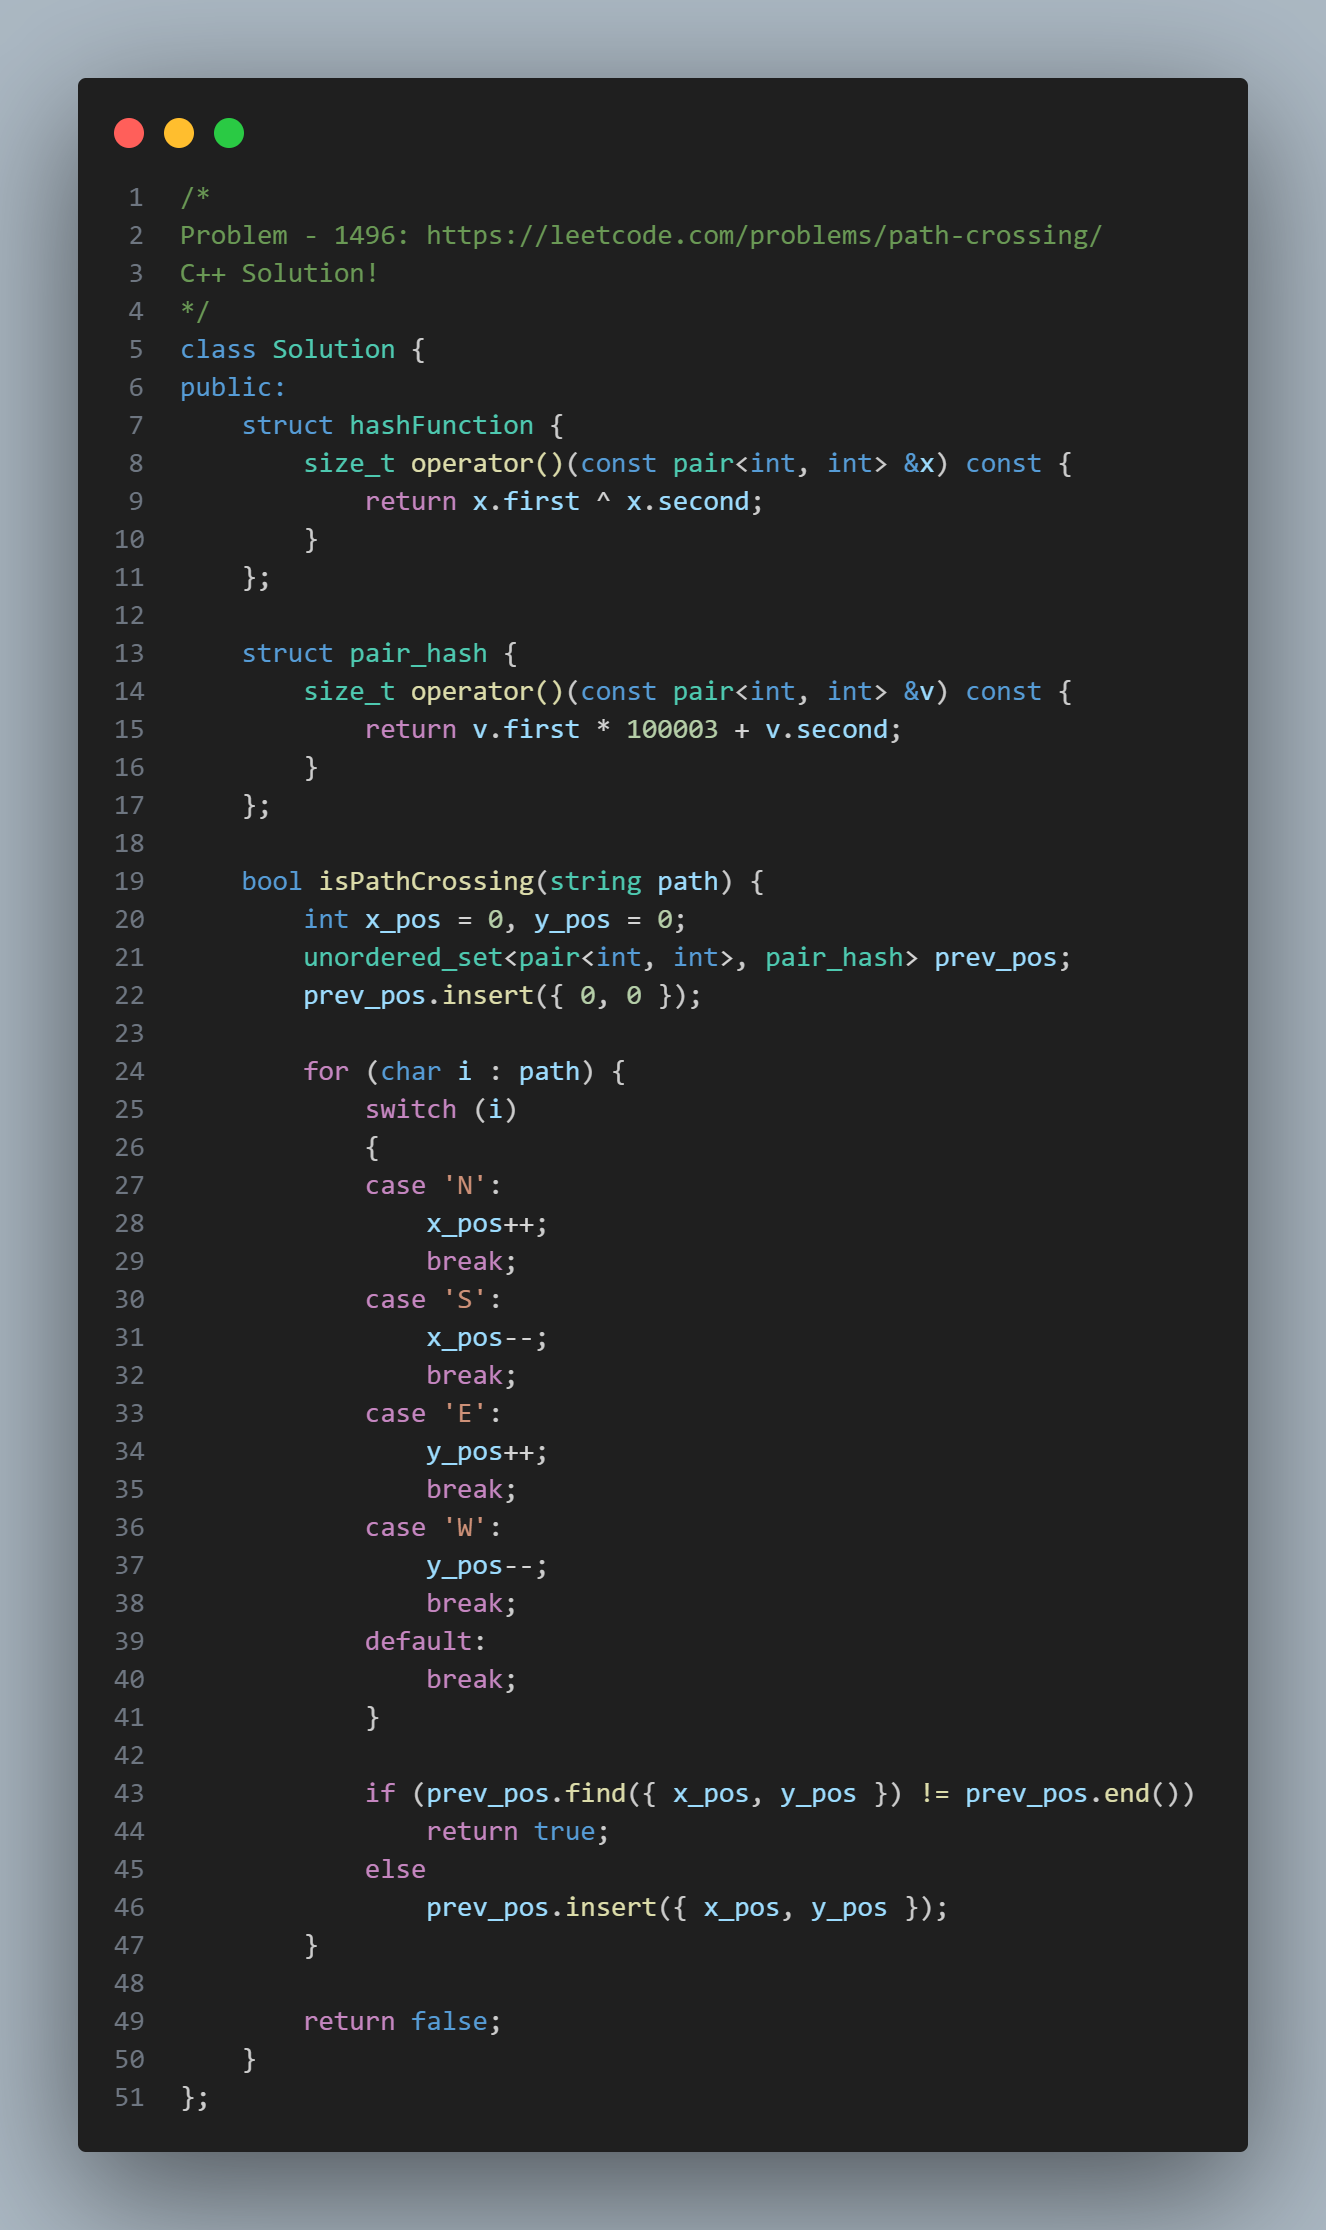 1 /*
2 Problem - 1496: https://leetcode.com/problems/path-crossing/
3 C++ Solution!
4 */
5 class Solution {
6 public:
7     struct hashFunction {
8         size_t operator()(const pair<int, int> &x) const {
9             return x.first ^ x.second;
10         }
11     };
12
13     struct pair_hash {
14         size_t operator()(const pair<int, int> &v) const {
15             return v.first * 100003 + v.second;
16         }
17     };
18
19     bool isPathCrossing(string path) {
20         int x_pos = 0, y_pos = 0;
21         unordered_set<pair<int, int>, pair_hash> prev_pos;
22         prev_pos.insert({ 0, 0 });
23
24         for (char i : path) {
25             switch (i)
26             {
27             case 'N':
28                 x_pos++;
29                 break;
30             case 'S':
31                 x_pos--;
32                 break;
33             case 'E':
34                 y_pos++;
35                 break;
36             case 'W':
37                 y_pos--;
38                 break;
39             default:
40                 break;
41             }
42
43             if (prev_pos.find({ x_pos, y_pos }) != prev_pos.end())
44                 return true;
45             else
46                 prev_pos.insert({ x_pos, y_pos });
47         }
48
49         return false;
50     }
51 };